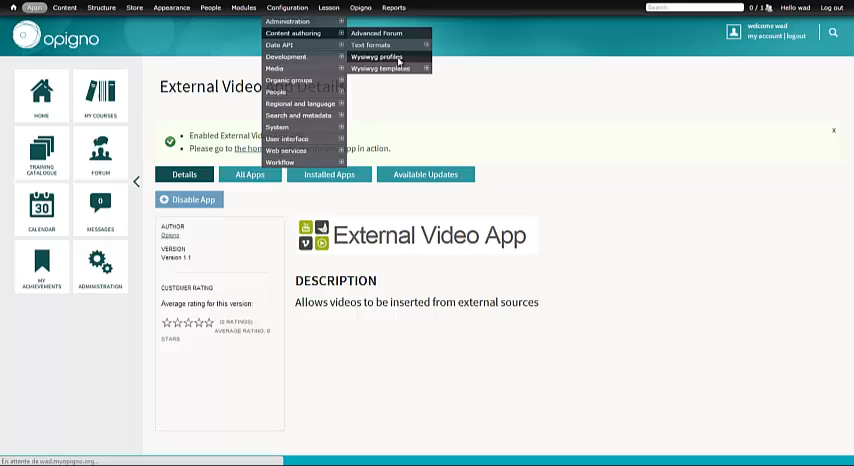 Apps Content Structure Store Appearance People Modules Configuration Lesson Opigno Reports Search 0 / 1 Hello wad Log out
Administration
Content authoring
Date API
Development
Media
Organic groups
People
Regional and language
Search and metadata
System
User interface
Web services
Workflow
Advanced Forum
Text formats
Wysiwyg profiles
Wysiwyg templates
opigno
welcome wad
my account | logout
HOME
MY COURSES
TRAINING CATALOGUE
FORUM
30
CALENDAR
0
MESSAGES
MY ACHIEVEMENTS
ADMINISTRATION
External Video App Details
Enabled External Vid
Please go to the hom pp in action.
x
Details All Apps Installed Apps Available Updates
Disable App
AUTHOR
Opigno
VERSION
Version 1.1
CUSTOMER RATING
Average rating for this version:
(0 RATINGS)
AVERAGE RATING: 0
STARS
External Video App
DESCRIPTION
Allows videos to be inserted from external sources
En attente de wad.myopigno.org...